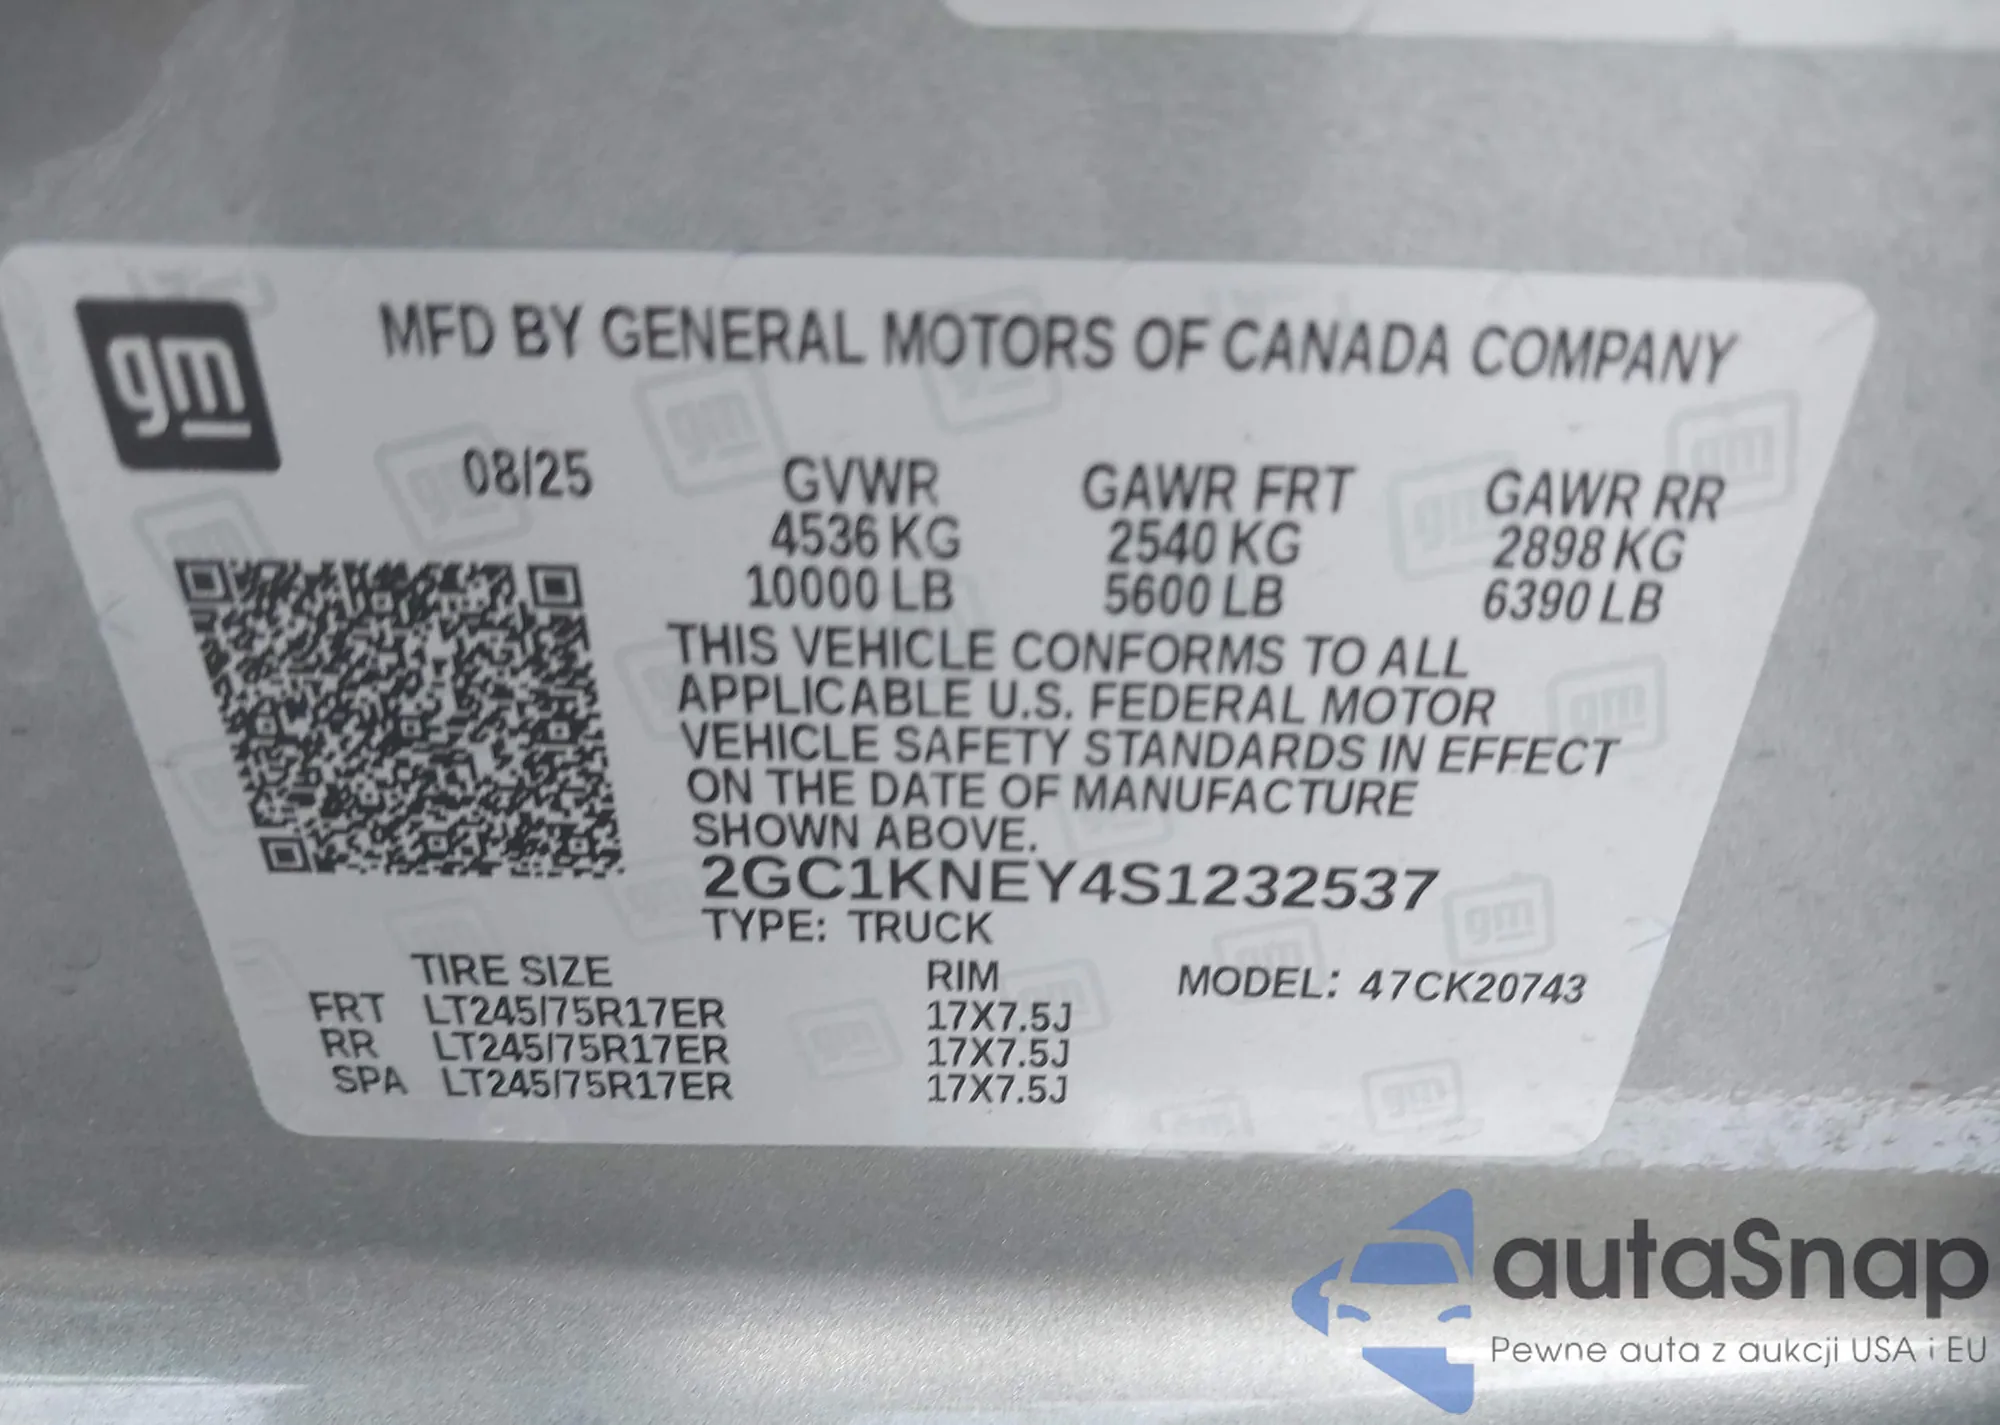 gm
MFD BY GENERAL MOTORS OF CANADA COMPANY
08/25 GVWR GAWR FRT GAWR RR
4536 KG 2540 KG 2898 KG
10000 LB 5600 LB 6390 LB
THIS VEHICLE CONFORMS TO ALL
APPLICABLE U.S. FEDERAL MOTOR
VEHICLE SAFETY STANDARDS IN EFFECT
ON THE DATE OF MANUFACTURE
SHOWN ABOVE.
2GC1KNEY4S1232537
TYPE: TRUCK
TIRE SIZE RIM MODEL: 47CK20743
FRT LT245/75R17ER 17X7.5J
RR LT245/75R17ER 17X7.5J
SPA LT245/75R17ER 17X7.5J
autaSnap
Pewne auta z aukcji USA i EU